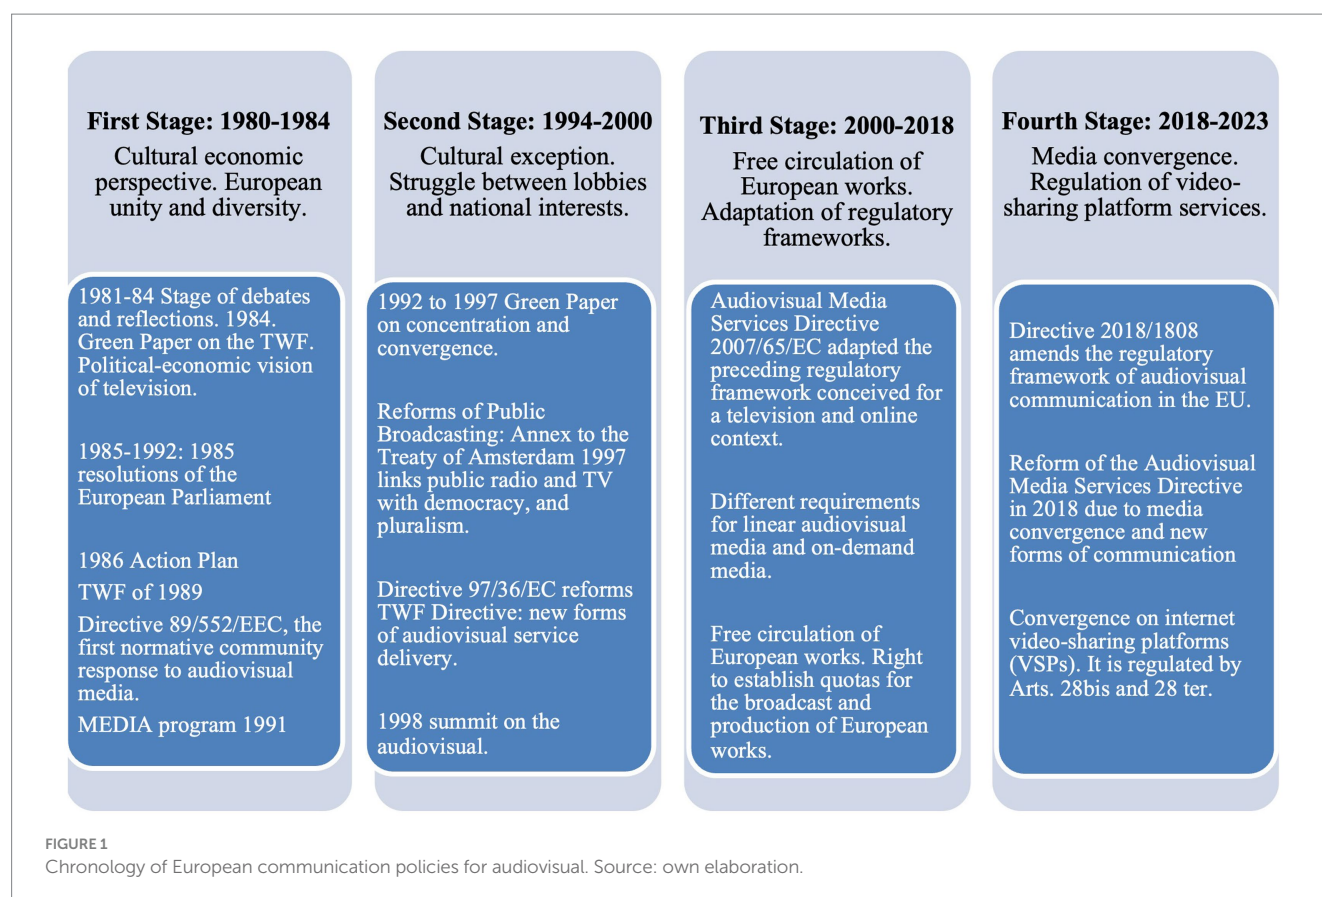 First Stage: 1980-1984
Cultural economic
perspective. European
unity and diversity.
1981-84 Stage of debates
and reflections. 1984.
Green Paper on the TWF.
Political-economic vision
of television.
1985-1992: 1985
resolutions of the
European Parliament
1986 Action Plan
TWF of 1989
Directive 89/552/EEC, the
first normative community
response to audiovisual
media.
MEDIA program 1991
Second Stage: 1994-2000
Cultural exception.
Struggle between lobbies
and national interests.
1992 to 1997 Green Paper
on concentration and
convergence.
Reforms of Public
Broadcasting: Annex to the
Treaty of Amsterdam 1997
links public radio and TV
with democracy, and
pluralism.
Directive 97/36/EC reforms
TWF Directive: new forms
of audiovisual service
delivery.
1998 summit on the
audiovisual.
Third Stage: 2000-2018
Free circulation of
European works.
Adaptation of regulatory
frameworks.
Audiovisual Media
Services Directive
2007/65/EC adapted the
preceding regulatory
framework conceived for
a television and online
context.
Different requirements
for linear audiovisual
media and on-demand
media.
Free circulation of
European works. Right
to establish quotas for
the broadcast and
production of European
works.
Fourth Stage: 2018-2023
Media convergence.
Regulation of video-
sharing platform services.
Directive 2018/1808
amends the regulatory
framework of audiovisual
communication in the EU.
Reform of the Audiovisual
Media Services Directive
in 2018 due to media
convergence and new
forms of communication
Convergence on internet
video-sharing platforms
(VSPs). It is regulated by
Arts. 28bis and 28 ter.
FIGURE 1
Chronology of European communication policies for audiovisual. Source: own elaboration.